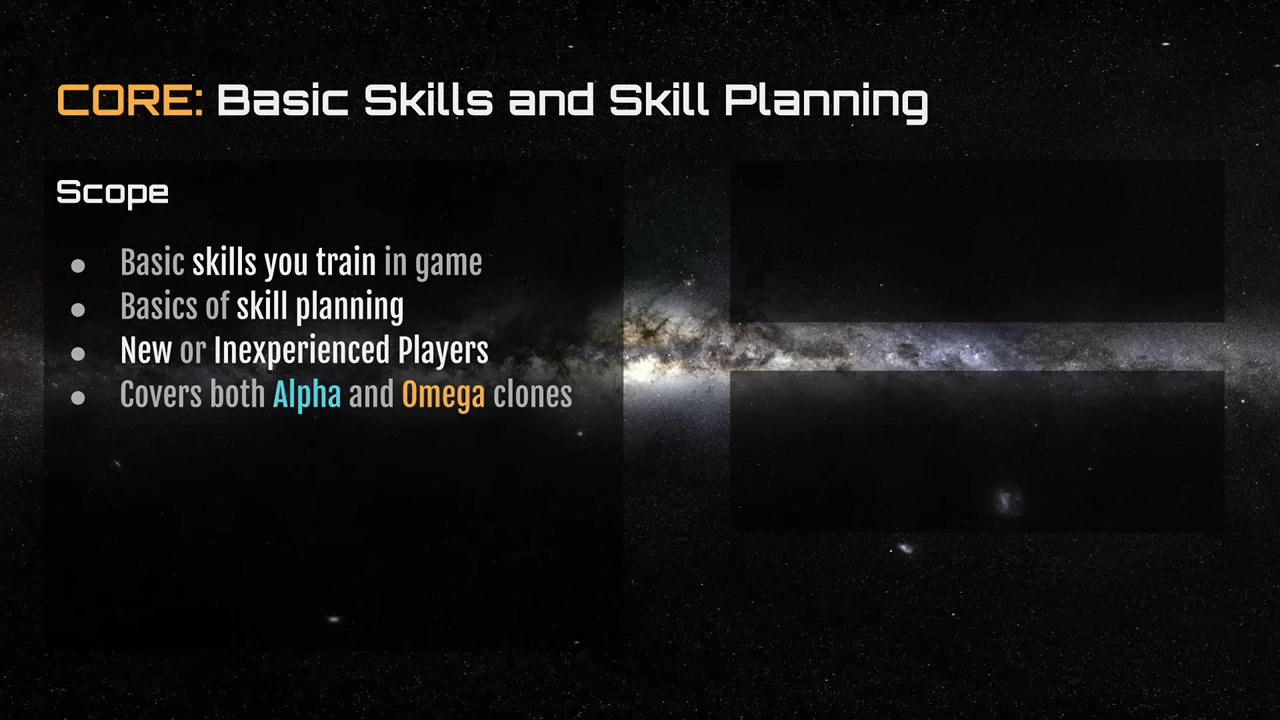 CORE: Basic Skills and Skill Planning
Scope
● Basic skills you train in game
● Basics of skill planning
● New or Inexperienced Players
● Covers both Alpha and Omega clones